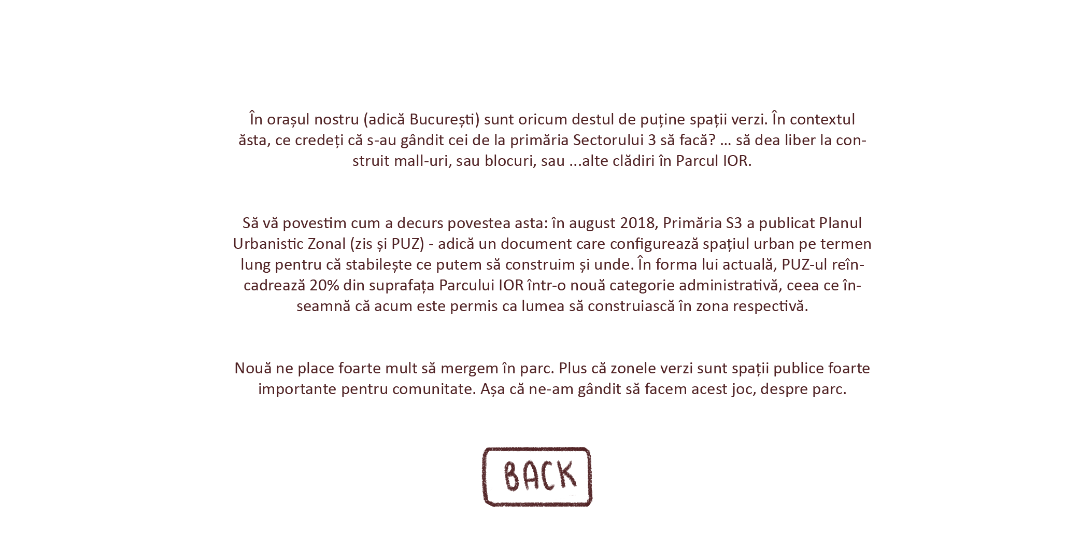 În orașul nostru (adică București) sunt oricum destul de puține spații verzi. În contextul
ăsta, ce credeți că s-au gândit cei de la primăria Sectorului 3 să facă? ... să dea liber la con-
struit mall-uri, sau blocuri, sau ...alte clădiri în Parcul IOR.
Să vă povestim cum a decurs povestea asta: în august 2018, Primăria S3 a publicat Planul
Urbanistic Zonal (zis și PUZ) - adică un document care configurează spațiul urban pe termen
lung pentru că stabilește ce putem să construim și unde. În forma lui actuală, PUZ-ul reîn-
cadrează 20% din suprafața Parcului IOR într-o nouă categorie administrativă, ceea ce în-
seamnă că acum este permis ca lumea să construiască în zona respectivă.
Nouă ne place foarte mult să mergem în parc. Plus că zonele verzi sunt spații publice foarte
importante pentru comunitate. Așa că ne-am gândit să facem acest joc, despre parc.
BACK